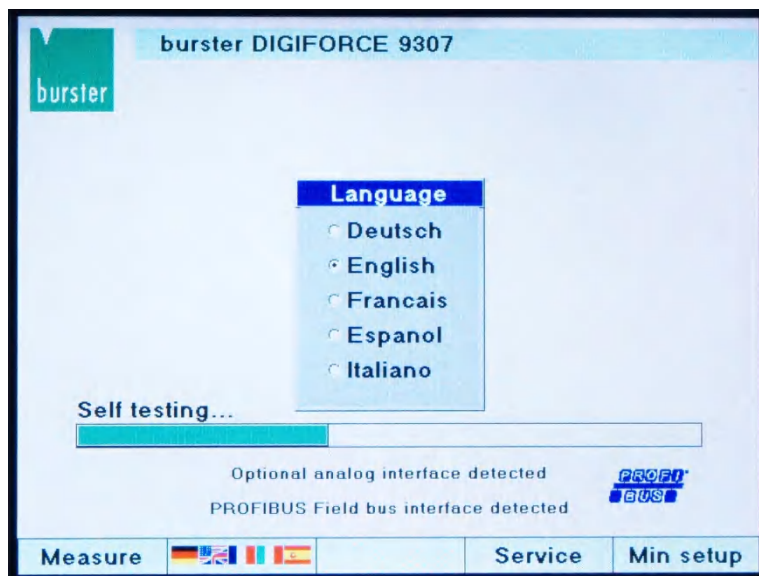 burster DIGIFORCE 9307
burster
Language
Deutsch
English
Francais
Espanol
Italiano
Self testing...
Optional analog interface detected
PROFIBUS Field bus interface detected
PROFI
BUS
Measure
Service
Min setup